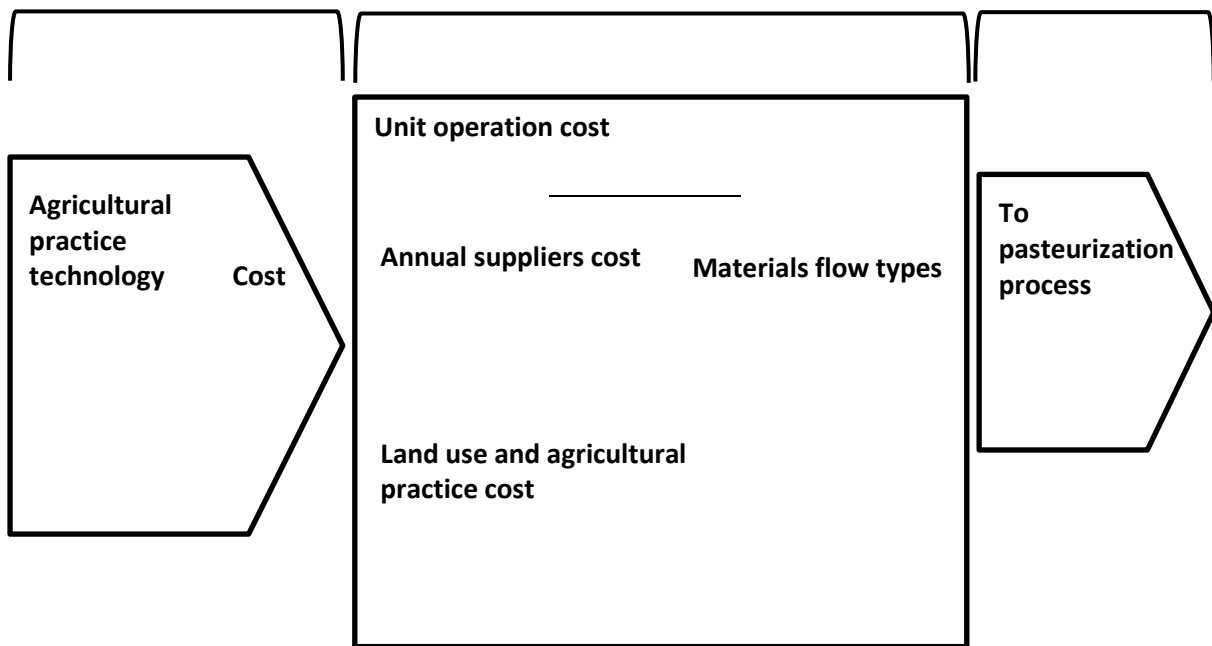 Agricultural
practice
technology
Cost
Unit operation cost
Annual suppliers cost
Materials flow types
Land use and agricultural
practice cost
To
pasteurization
process